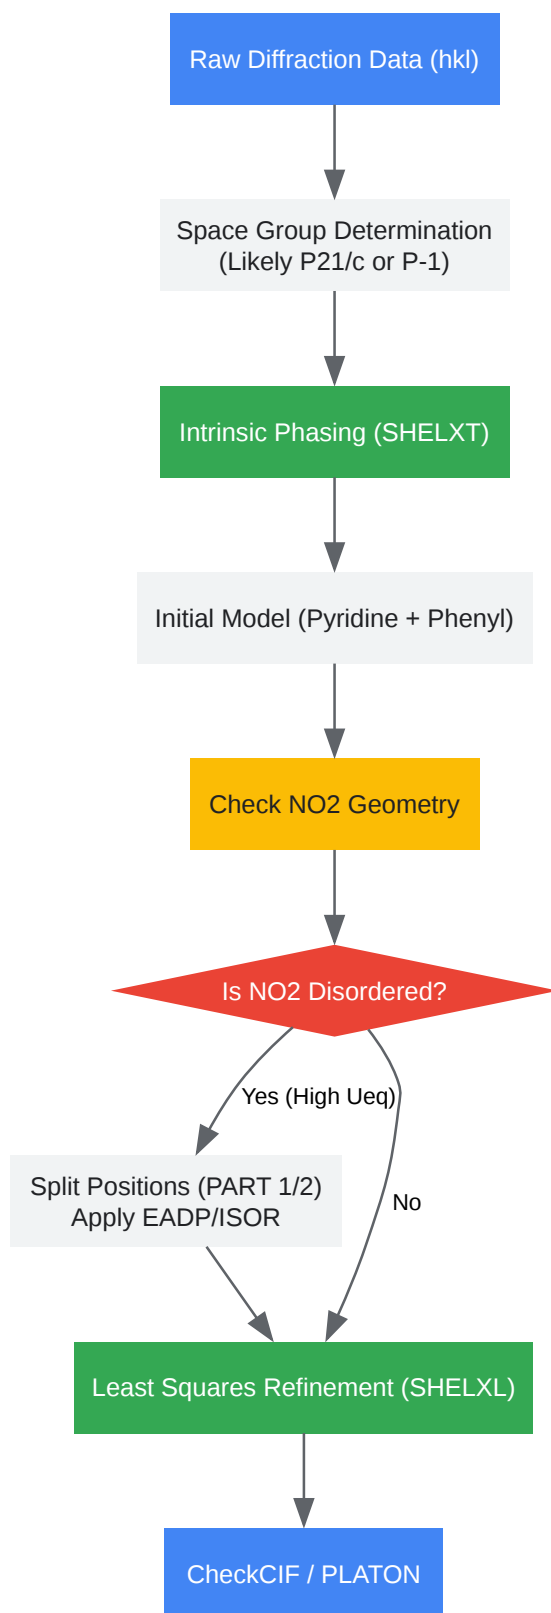 Raw Diffraction Data (hkl)
Space Group Determination
(Likely P21/c or P-1)
Intrinsic Phasing (SHELXT)
Initial Model (Pyridine + Phenyl)
Check NO2 Geometry
Is NO2 Disordered?
Yes (High Ueq)
Split Positions (PART 1/2)
Apply EADP/ISOR
No
Least Squares Refinement (SHELXL)
CheckCIF / PLATON